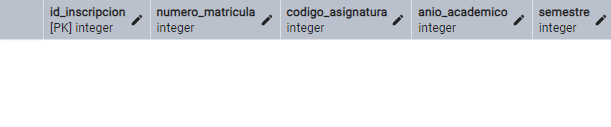 id_inscripcion numero_matricula codigo_asignatura anio_academico semestre
[PK] integer integer integer integer integer